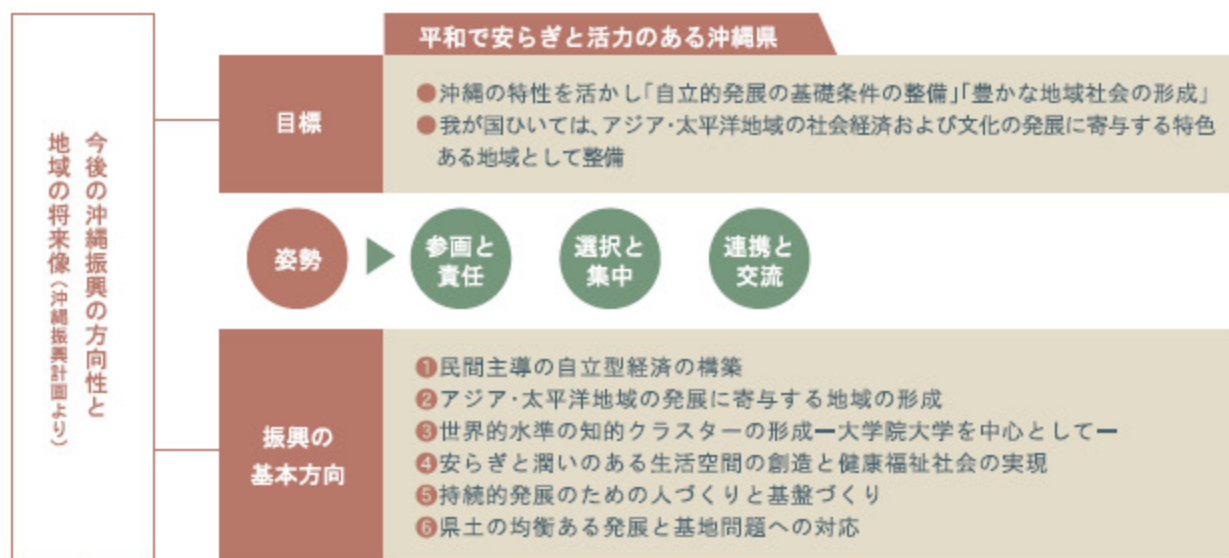 今後の沖縄振興の方向性と
地域の将来像（沖縄振興計画より）
平和で安らぎと活力のある沖縄県
目標
●沖縄の特性を活かし「自立的発展の基礎条件の整備」「豊かな地域社会の形成」
●我が国ひいては、アジア・太平洋地域の社会経済および文化の発展に寄与する特色
ある地域として整備
姿勢
参画と
責任
選択と
集中
連携と
交流
振興の
基本方向
❶民間主導の自立型経済の構築
❷アジア・太平洋地域の発展に寄与する地域の形成
❸世界的水準の知的クラスターの形成ー大学院大学を中心としてー
❹安らぎと潤いのある生活空間の創造と健康福祉社会の実現
❺持続的発展のための人づくりと基盤づくり
❻県土の均衡ある発展と基地問題への対応